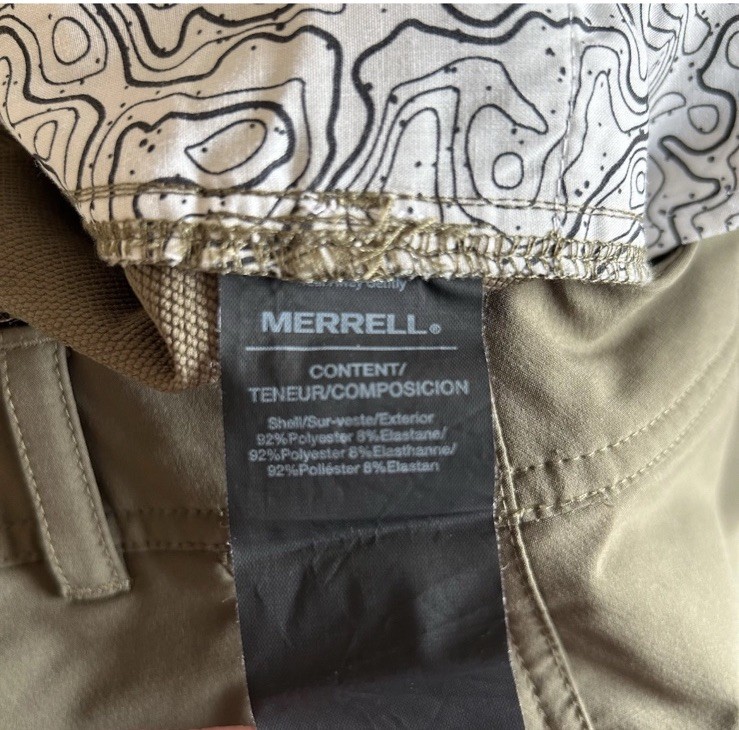 MERRELL®
CONTENT/
TENEUR/COMPOSICION
Shell/Sur-veste/Exterior
92%Polyester 8%Elastane/
92%Polyester 8%Elasthanne/
92%Poliéster 8%Elastan